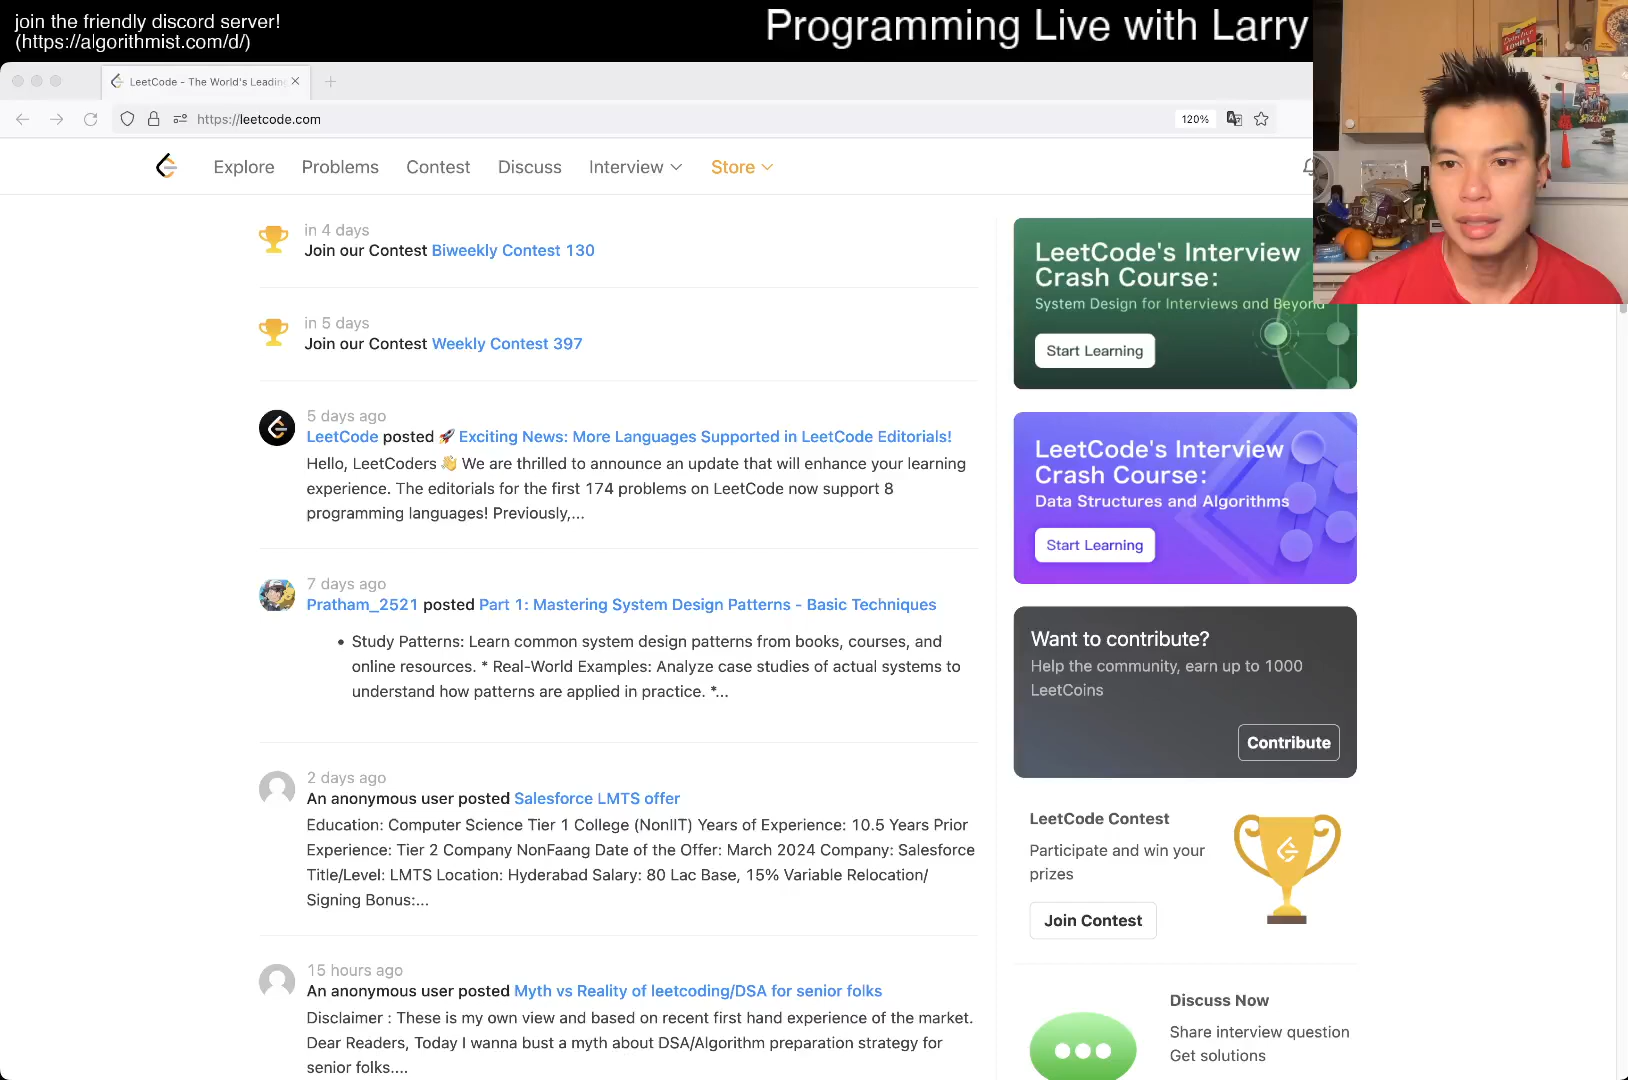 join the friendly discord server!
(https://algorithmist.com/d/)
Programming Live with Larry
LeetCode - The World's Leadin
https://leetcode.com
120%
Explore
Problems
Contest
Discuss
Interview
Store
in 4 days
Join our Contest Biweekly Contest 130
in 5 days
Join our Contest Weekly Contest 397
5 days ago
LeetCode posted 🚀 Exciting News: More Languages Supported in LeetCode Editorials!
Hello, LeetCoders 👋 We are thrilled to announce an update that will enhance your learning
experience. The editorials for the first 174 problems on LeetCode now support 8
programming languages! Previously,...
7 days ago
Pratham_2521 posted Part 1: Mastering System Design Patterns - Basic Techniques
• Study Patterns: Learn common system design patterns from books, courses, and
online resources. * Real-World Examples: Analyze case studies of actual systems to
understand how patterns are applied in practice. *...
2 days ago
An anonymous user posted Salesforce LMTS offer
Education: Computer Science Tier 1 College (NonIIT) Years of Experience: 10.5 Years Prior
Experience: Tier 2 Company NonFaang Date of the Offer: March 2024 Company: Salesforce
Title/Level: LMTS Location: Hyderabad Salary: 80 Lac Base, 15% Variable Relocation/
Signing Bonus:...
15 hours ago
An anonymous user posted Myth vs Reality of leetcoding/DSA for senior folks
Disclaimer : These is my own view and based on recent first hand experience of the market.
Dear Readers, Today I wanna bust a myth about DSA/Algorithm preparation strategy for
senior folks....
LeetCode's Interview
Crash Course:
System Design for Interviews and Beyond
Start Learning
LeetCode's Interview
Crash Course:
Data Structures and Algorithms
Start Learning
Want to contribute?
Help the community, earn up to 1000
LeetCoins
Contribute
LeetCode Contest
Participate and win your
prizes
Join Contest
Discuss Now
Share interview question
Get solutions